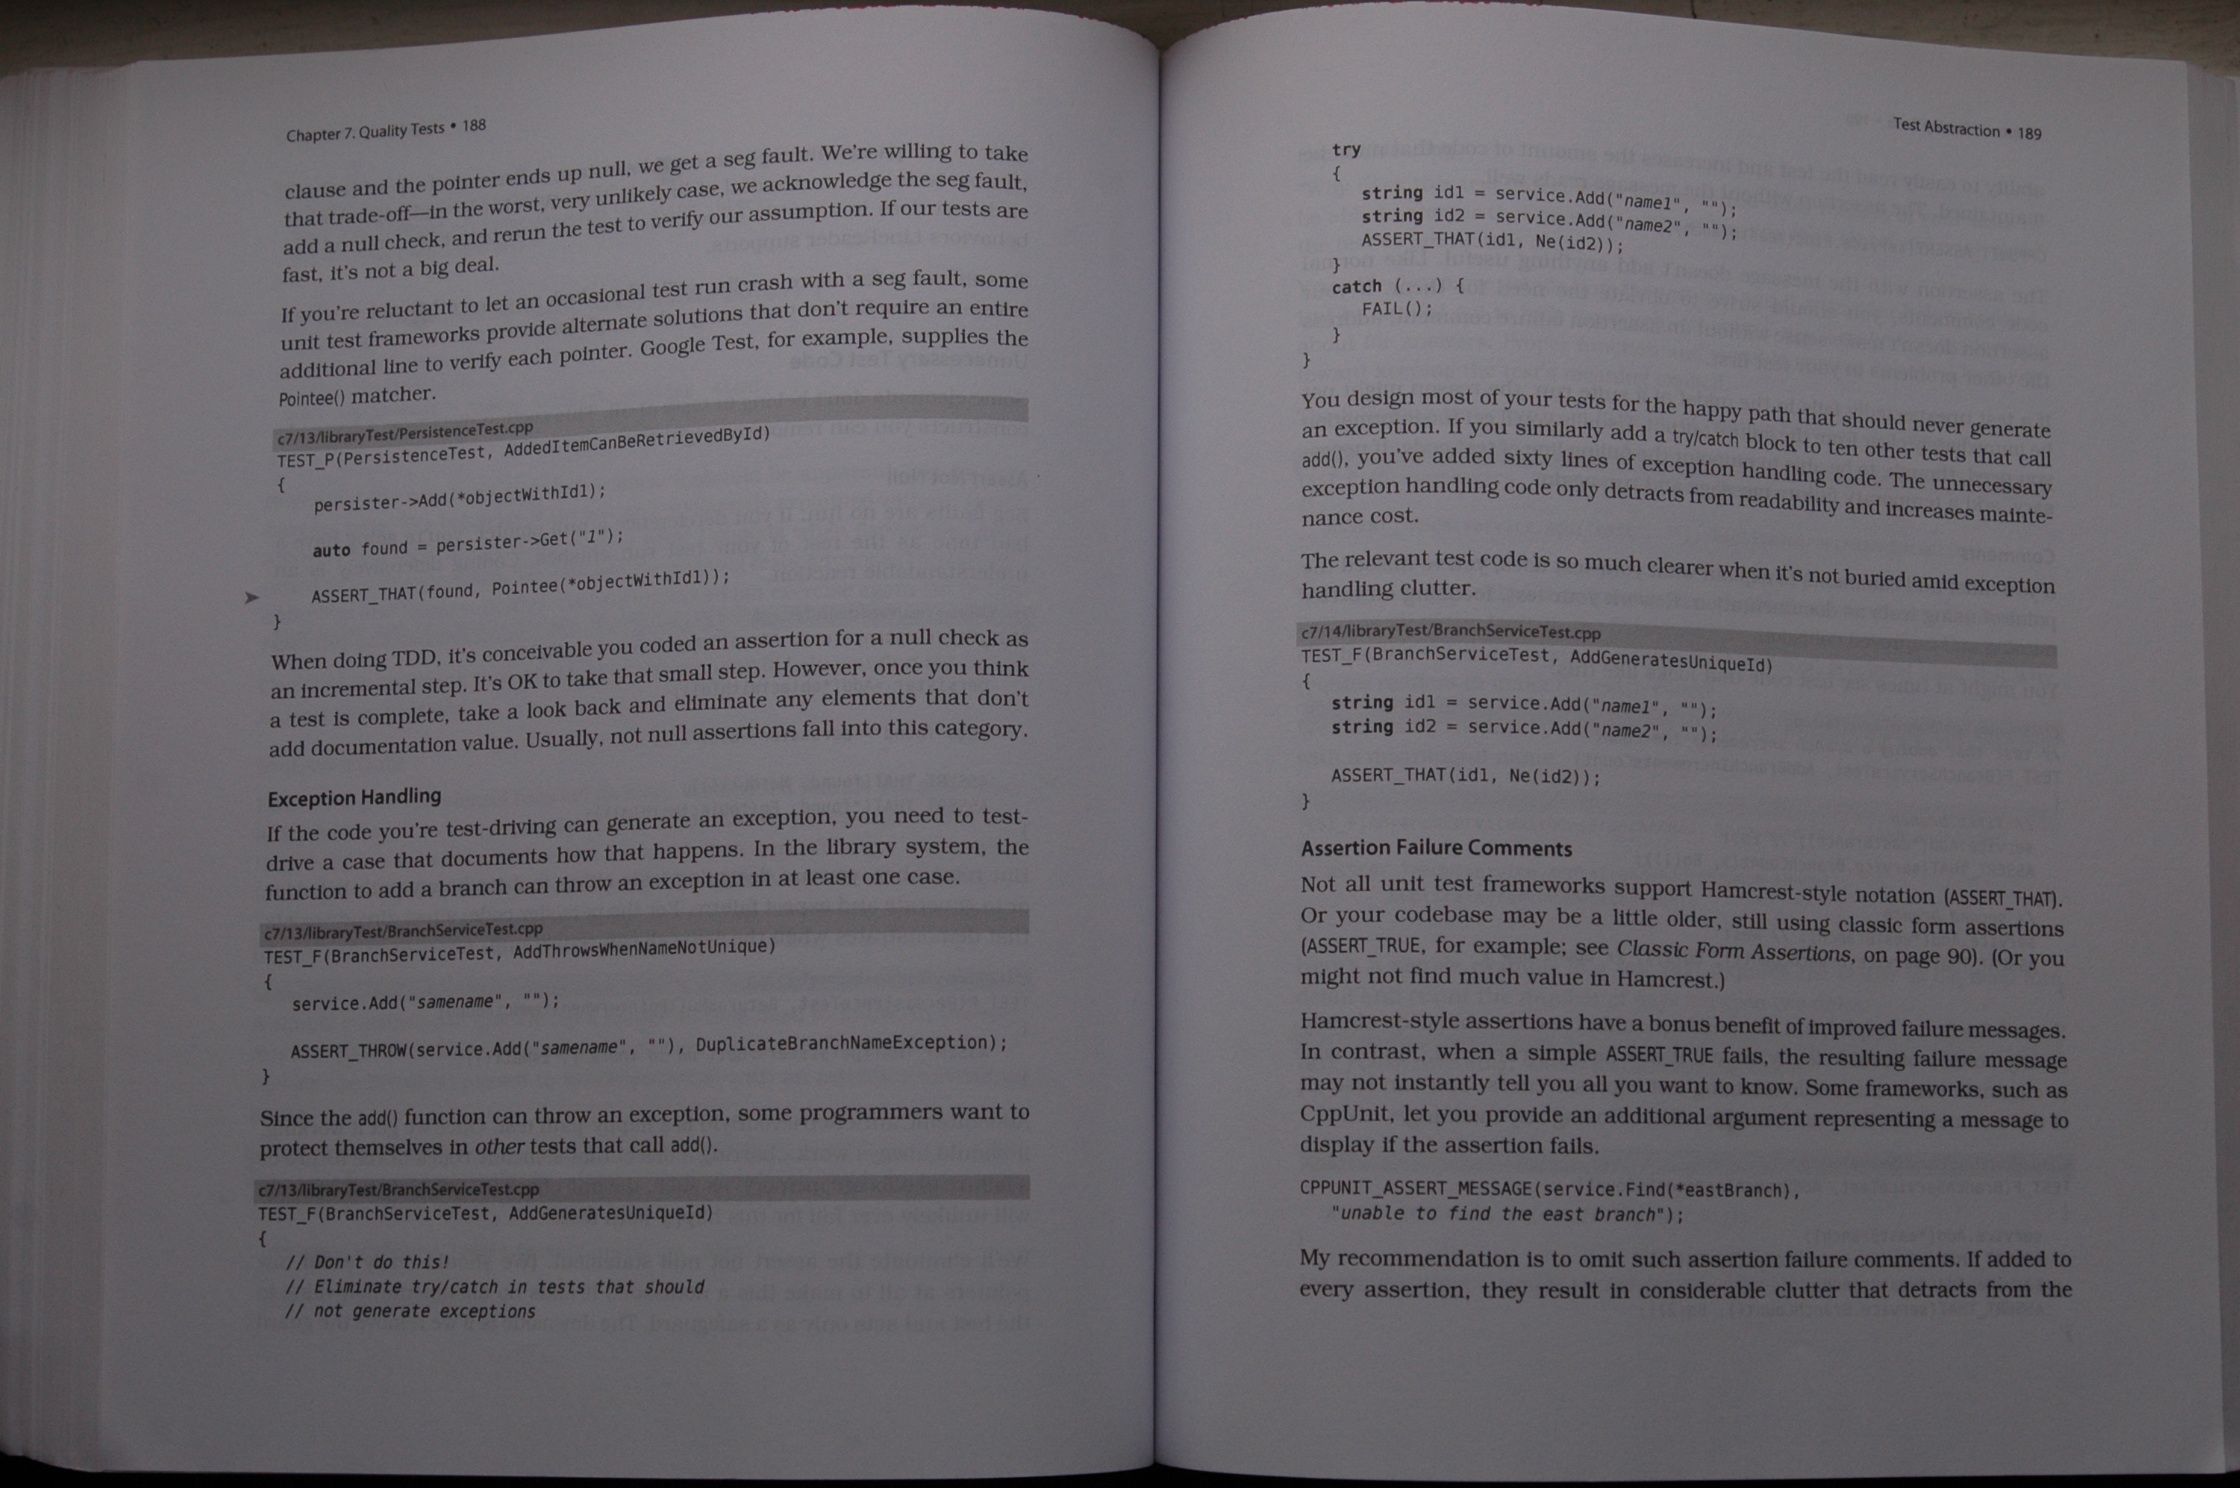 Chapter 7. Quality Tests • 188
clause and the pointer ends up null, we get a seg fault. We're willing to take
that trade-off—in the worst, very unlikely case, we acknowledge the seg fault,
add a null check, and rerun the test to verify our assumption. If our tests are
fast, it's not a big deal.
If you're reluctant to let an occasional test run crash with a seg fault, some
unit test frameworks provide alternate solutions that don't require an entire
additional line to verify each pointer. Google Test, for example, supplies the
Pointee() matcher.
c7/13/libraryTest/PersistenceTest.cpp
TEST_P(PersistenceTest, AddedItemCanBeRetrievedById)
{
persister->Add(*objectWithId1);
auto found = persister->Get("1");
➤ ASSERT_THAT(found, Pointee(*objectWithId1));
}
When doing TDD, it's conceivable you coded an assertion for a null check as
an incremental step. It's OK to take that small step. However, once you think
a test is complete, take a look back and eliminate any elements that don't
add documentation value. Usually, not null assertions fall into this category.
Exception Handling
If the code you're test-driving can generate an exception, you need to test-
drive a case that documents how that happens. In the library system, the
function to add a branch can throw an exception in at least one case.
c7/13/libraryTest/BranchServiceTest.cpp
TEST_F(BranchServiceTest, AddThrowsWhenNameNotUnique)
{
service.Add("samename", "");
ASSERT_THROW(service.Add("samename", ""), DuplicateBranchNameException);
}
Since the add() function can throw an exception, some programmers want to
protect themselves in other tests that call add().
c7/13/libraryTest/BranchServiceTest.cpp
TEST_F(BranchServiceTest, AddGeneratesUniqueId)
{
// Don't do this!
// Eliminate try/catch in tests that should
// not generate exceptions
Test Abstraction • 189
try
{
string id1 = service.Add("name1", "");
string id2 = service.Add("name2", "");
ASSERT_THAT(id1, Ne(id2));
}
catch (...) {
FAIL();
}
}
You design most of your tests for the happy path that should never generate
an exception. If you similarly add a try/catch block to ten other tests that call
add(), you've added sixty lines of exception handling code. The unnecessary
exception handling code only detracts from readability and increases mainte-
nance cost.
The relevant test code is so much clearer when it's not buried amid exception
handling clutter.
c7/14/libraryTest/BranchServiceTest.cpp
TEST_F(BranchServiceTest, AddGeneratesUniqueId)
{
string id1 = service.Add("name1", "");
string id2 = service.Add("name2", "");
ASSERT_THAT(id1, Ne(id2));
}
Assertion Failure Comments
Not all unit test frameworks support Hamcrest-style notation (ASSERT_THAT).
Or your codebase may be a little older, still using classic form assertions
(ASSERT_TRUE, for example; see Classic Form Assertions, on page 90). (Or you
might not find much value in Hamcrest.)
Hamcrest-style assertions have a bonus benefit of improved failure messages.
In contrast, when a simple ASSERT_TRUE fails, the resulting failure message
may not instantly tell you all you want to know. Some frameworks, such as
CppUnit, let you provide an additional argument representing a message to
display if the assertion fails.
CPPUNIT_ASSERT_MESSAGE(service.Find(*eastBranch),
"unable to find the east branch");
My recommendation is to omit such assertion failure comments. If added to
every assertion, they result in considerable clutter that detracts from the